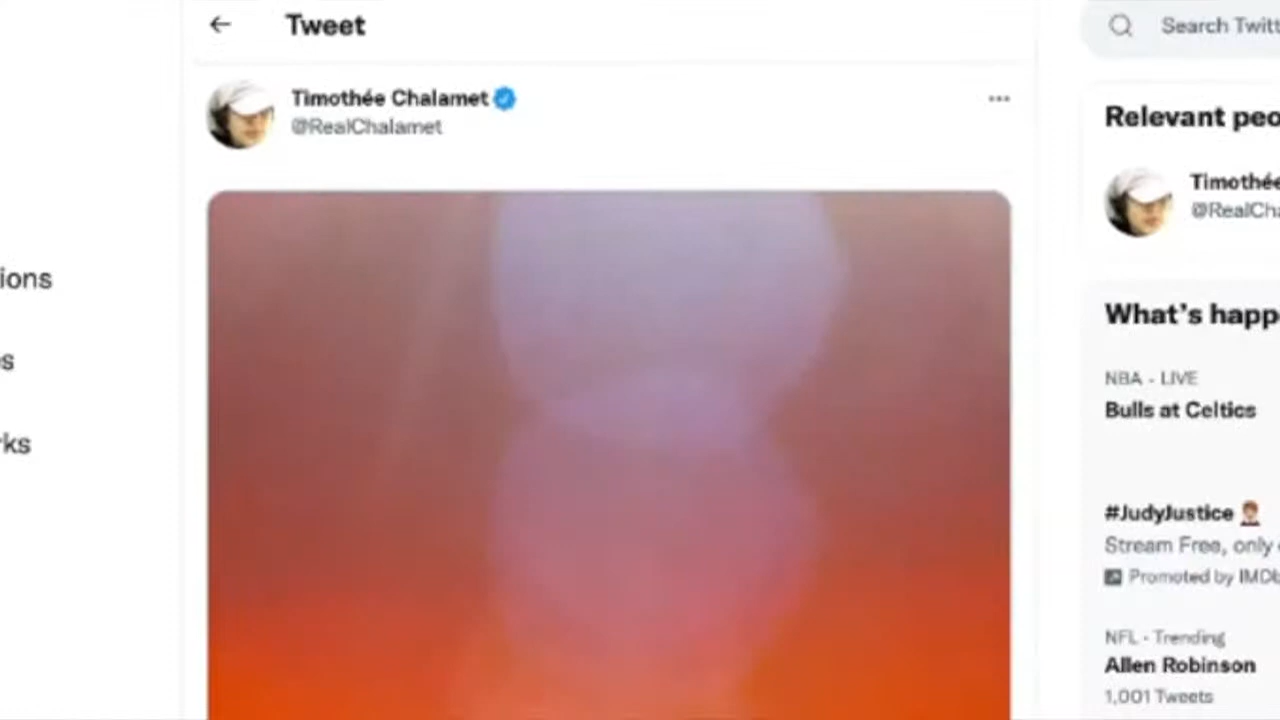 Tweet
Timothée Chalamet
@RealChalamet
ions
s
rks
Search Twitt
Relevant peo
Timothée
@RealCha
What's happe
NBA - LIVE
Bulls at Celtics
#JudyJustice
Stream Free, only
Promoted by IMDb
NFL - Trending
Allen Robinson
1,001 Tweets